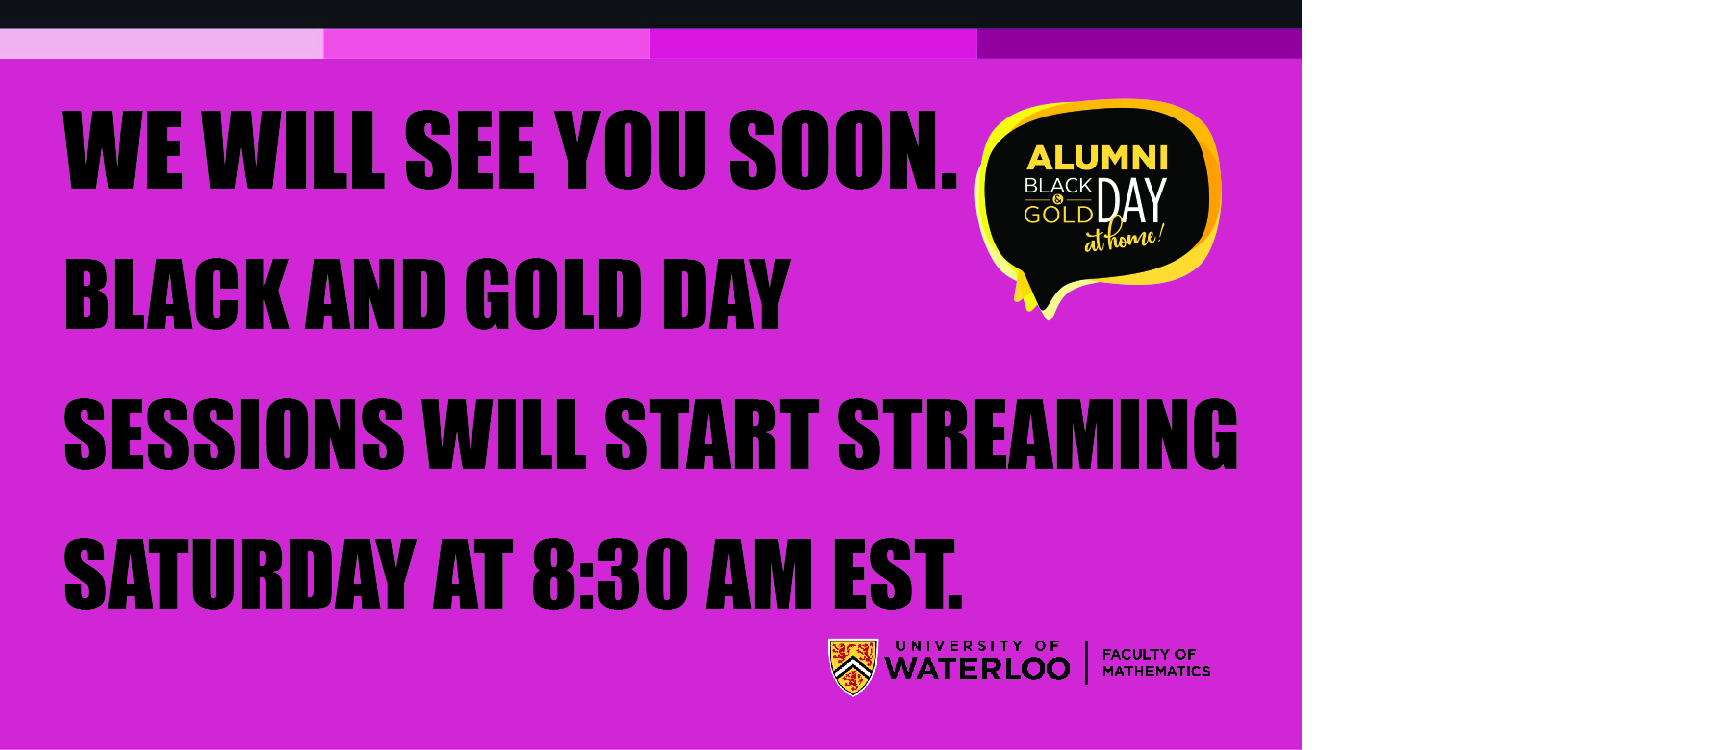 WE WILL SEE YOU SOON.
ALUMNI
BLACK
&
GOLD
DAY
at home!
BLACK AND GOLD DAY
SESSIONS WILL START STREAMING
SATURDAY AT 8:30 AM EST.
UNIVERSITY OF
WATERLOO
FACULTY OF
MATHEMATICS